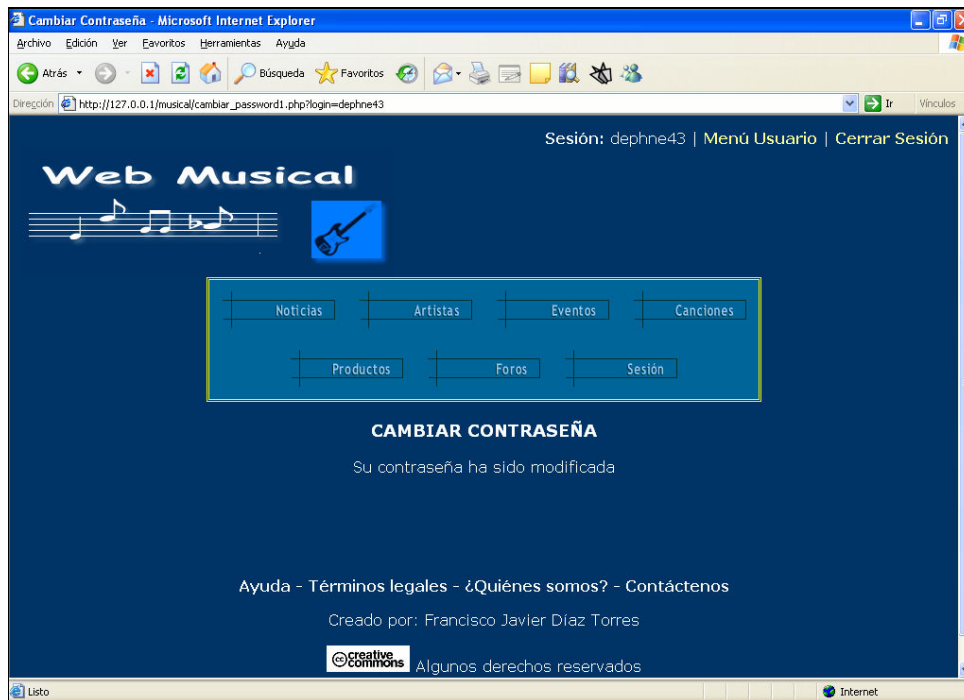 Cambiar Contraseña - Microsoft Internet Explorer
Archivo Edición Ver Favoritos Herramientas Ayuda
Atrás Búsqueda Favoritos
Dirección http://127.0.0.1/musical/cambiar_password1.php?login=dephne43 Ir Vínculos
Sesión: dephne43 | Menú Usuario | Cerrar Sesión
Web Musical
Noticias Artistas Eventos Canciones
Productos Foros Sesión
CAMBIAR CONTRASEÑA
Su contraseña ha sido modificada
Ayuda - Términos legales - ¿Quiénes somos? - Contáctenos
Creado por: Francisco Javier Díaz Torres
cc creative commons Algunos derechos reservados
Listo Internet